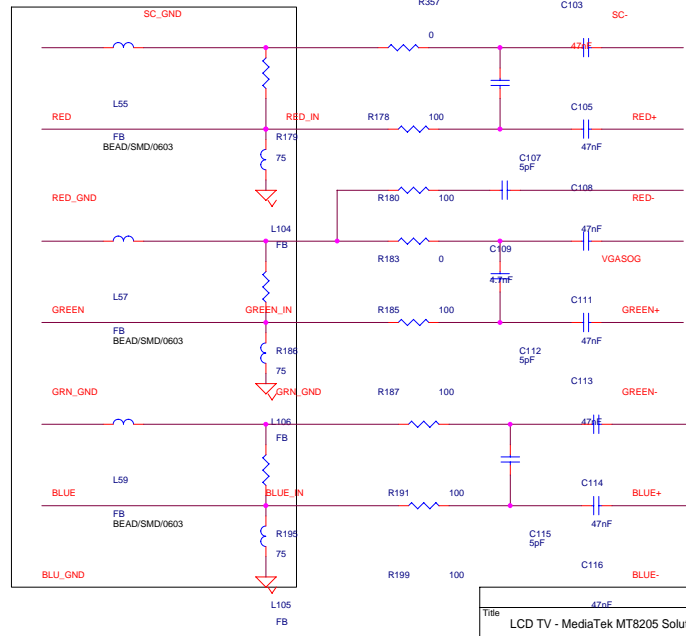 R357
C103
SC_GND
SC-
0
47nF
L55
C105
RED
RED_IN
R178
100
RED+
FB
R179
47nF
BEAD/SMD/0603
75
C107
5pF
C108
RED_GND
R180
100
RED-
L104
47nF
FB
C109
R183
0
VGASOG
4.7nF
L57
C111
GREEN
GREEN_IN
R185
100
GREEN+
FB
47nF
BEAD/SMD/0603
R186
C112
5pF
75
C113
GRN_GND
GRN_GND
R187
100
GREEN-
L106
47nF
FB
L59
C114
BLUE
BLUE_IN
R191
100
BLUE+
FB
BEAD/SMD/0603
47nF
R195
C115
5pF
75
C116
BLU_GND
R199
100
BLUE-
L105
47nF
FB
Title
LCD TV - MediaTek MT8205 Solut